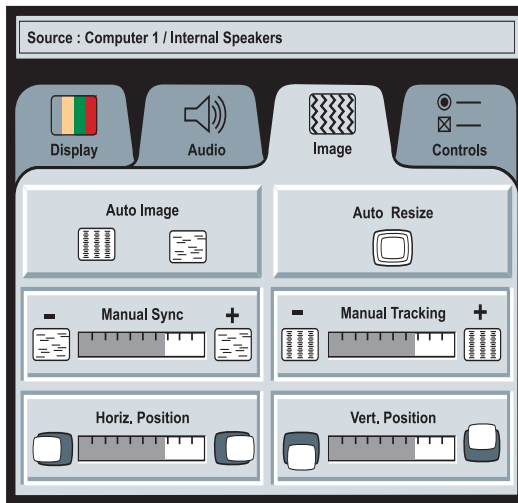 Source : Computer 1 / Internal Speakers
Display Audio Image Controls
Auto Image Auto Resize
- Manual Sync + - Manual Tracking +
Horiz. Position Vert. Position